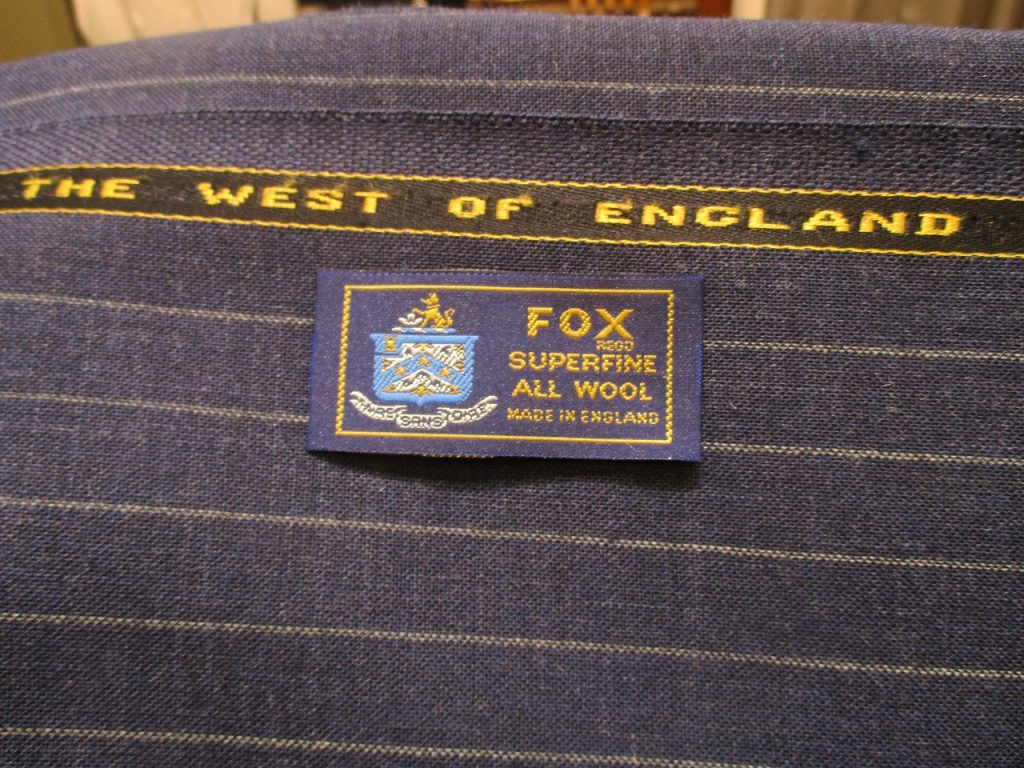 THE WEST OF ENGLAND
FOX
REGD
SUPERFINE
ALL WOOL
MADE IN ENGLAND